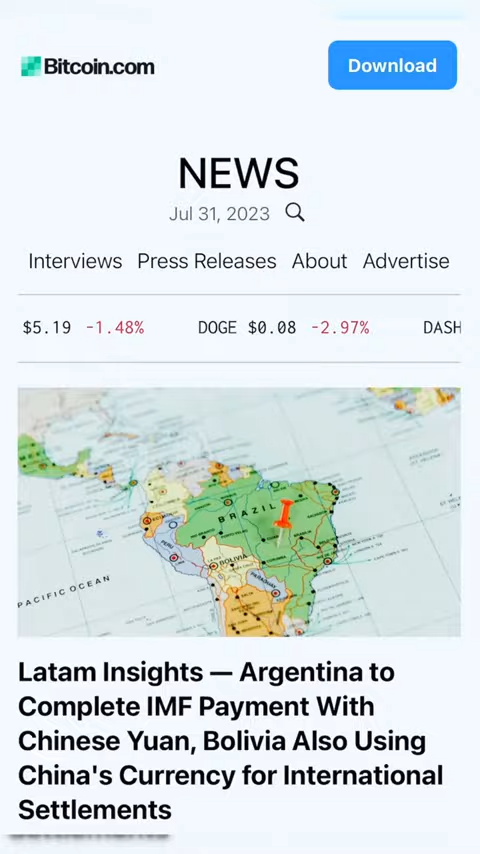 Bitcoin.com
Download
NEWS
Jul 31, 2023
Interviews Press Releases About Advertise
$5.19 -1.48% DOGE $0.08 -2.97% DASH
BRAZIL
BOLIVIA
PERU
PARAGUAY
PACIFIC OCEAN
Latam Insights — Argentina to
Complete IMF Payment With
Chinese Yuan, Bolivia Also Using
China's Currency for International
Settlements